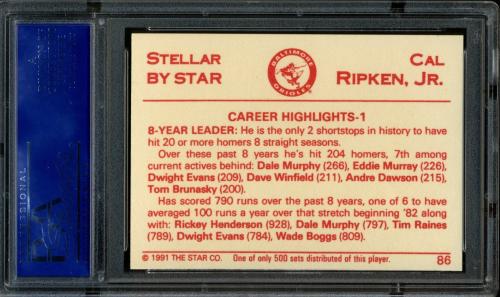 STELLAR
BY STAR
BALTIMORE
ORIOLES
CAL
RIPKEN, JR.
CAREER HIGHLIGHTS-1
8-YEAR LEADER: He is the only 2 shortstops in history to have
hit 20 or more homers 8 straight seasons.
Over these past 8 years he's hit 204 homers, 7th among
current actives behind: Dale Murphy (266), Eddie Murray (226),
Dwight Evans (209), Dave Winfield (211), Andre Dawson (215),
Tom Brunasky (200).
Has scored 790 runs over the past 8 years, one of 6 to have
averaged 100 runs a year over that stretch beginning '82 along
with: Rickey Henderson (928), Dale Murphy (797), Tim Raines
(789), Dwight Evans (784), Wade Boggs (809).
© 1991 THE STAR CO. One of only 500 sets distributed of this player. 86
PSA